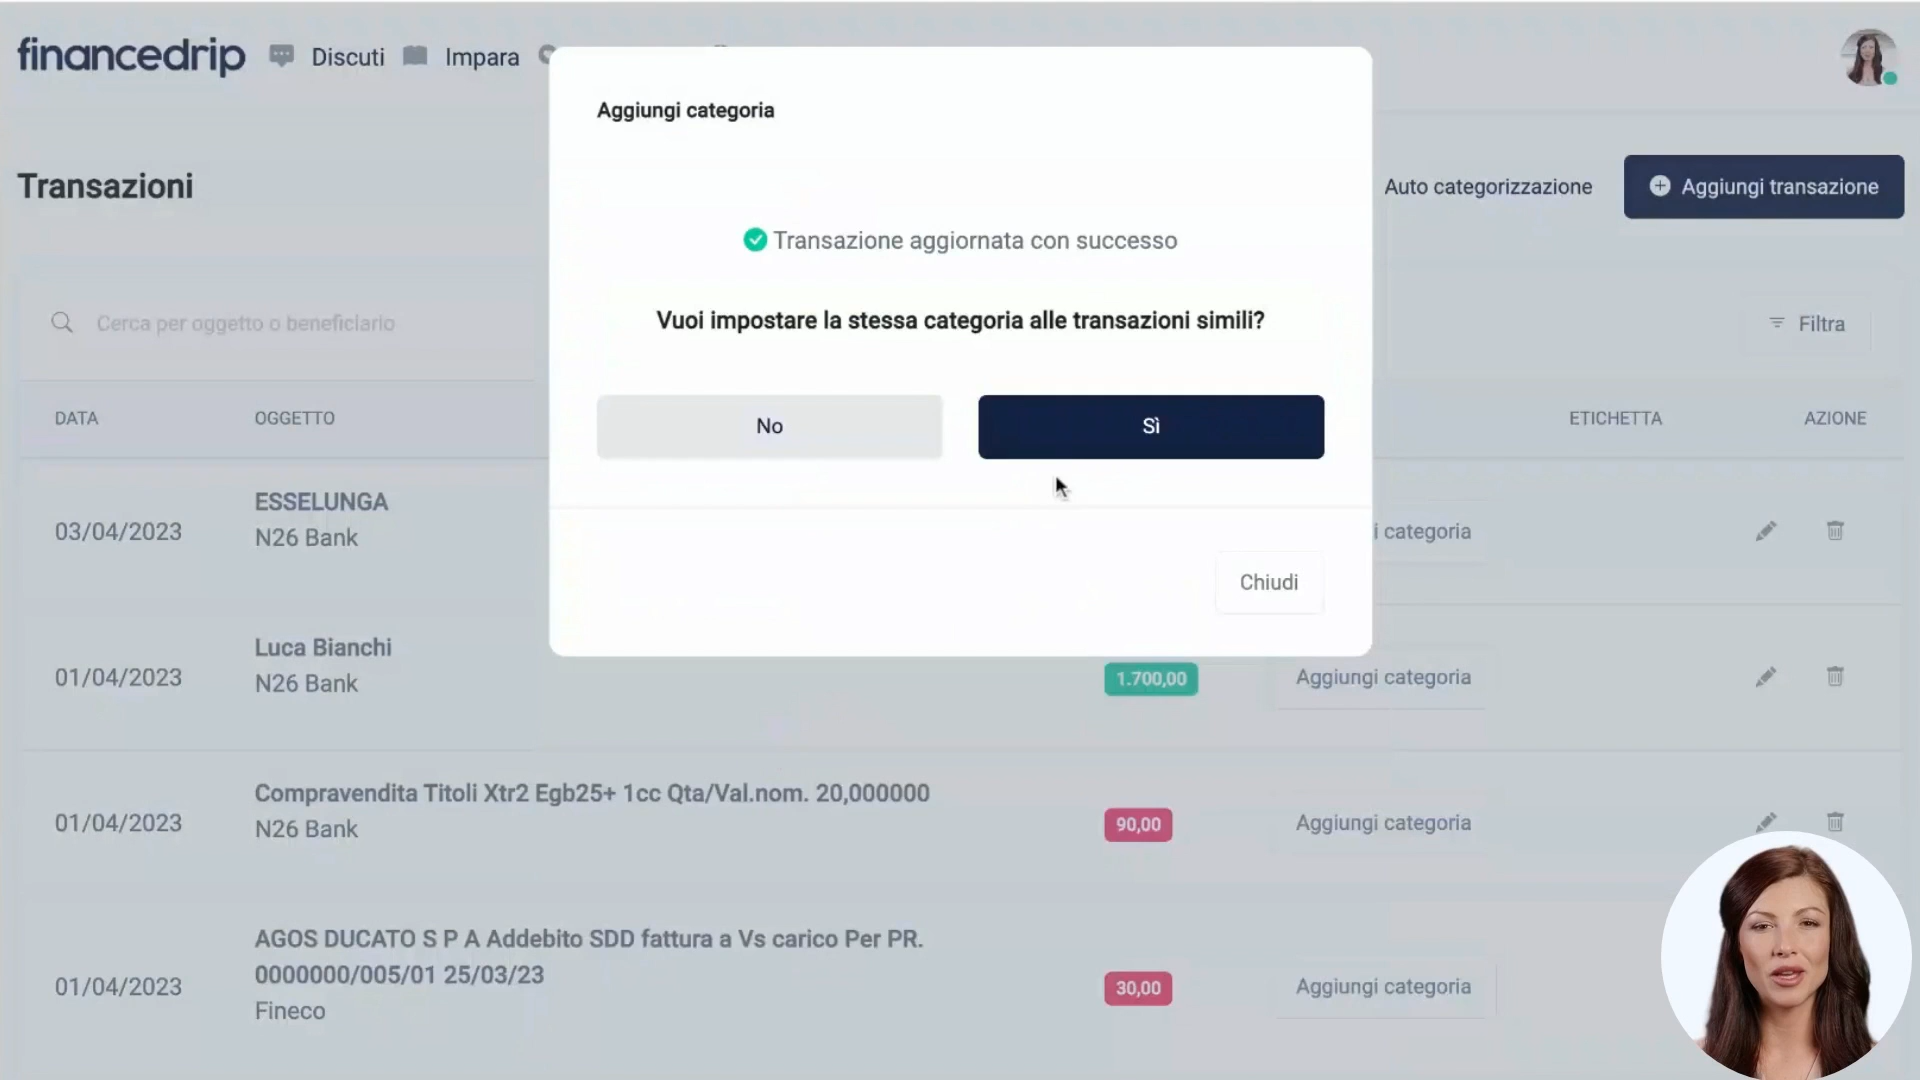 financedrip
Discuti
Impara
Aggiungi categoria
Transazioni
Auto categorizzazione
Aggiungi transazione
Transazione aggiornata con successo
Vuoi impostare la stessa categoria alle transazioni simili?
Cerca per oggetto o beneficiario
Filtra
No
Sì
DATA
OGGETTO
ETICHETTA
AZIONE
03/04/2023
ESSELUNGA
N26 Bank
i categoria
Chiudi
01/04/2023
Luca Bianchi
N26 Bank
1.700,00
Aggiungi categoria
01/04/2023
Compravendita Titoli Xtr2 Egb25+ 1cc Qta/Val.nom. 20,000000
N26 Bank
90,00
Aggiungi categoria
01/04/2023
AGOS DUCATO S P A Addebito SDD fattura a Vs carico Per PR.
0000000/005/01 25/03/23
Fineco
30,00
Aggiungi categoria